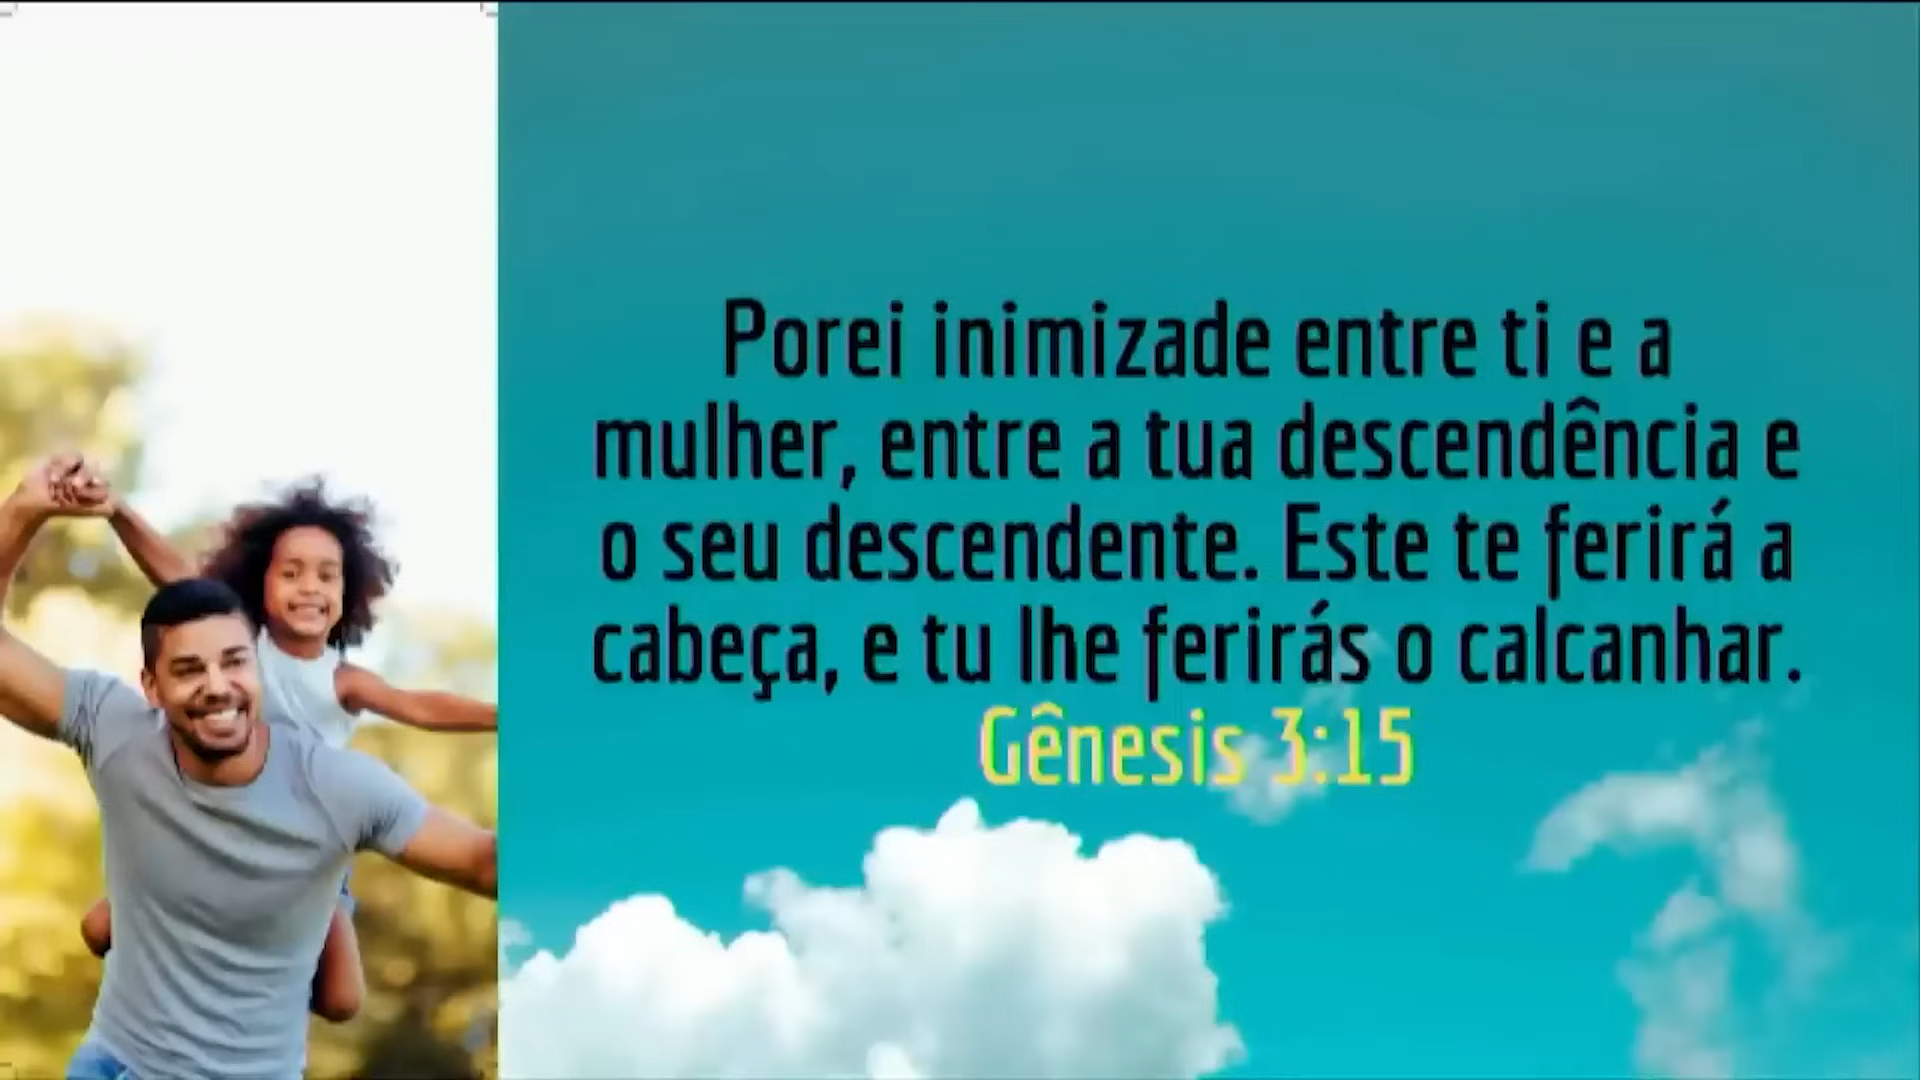 Porei inimizade entre ti e a
mulher, entre a tua descendência e
o seu descendente. Este te ferirá a
cabeça, e tu lhe ferirás o calcanhar.
Gênesis 3:15